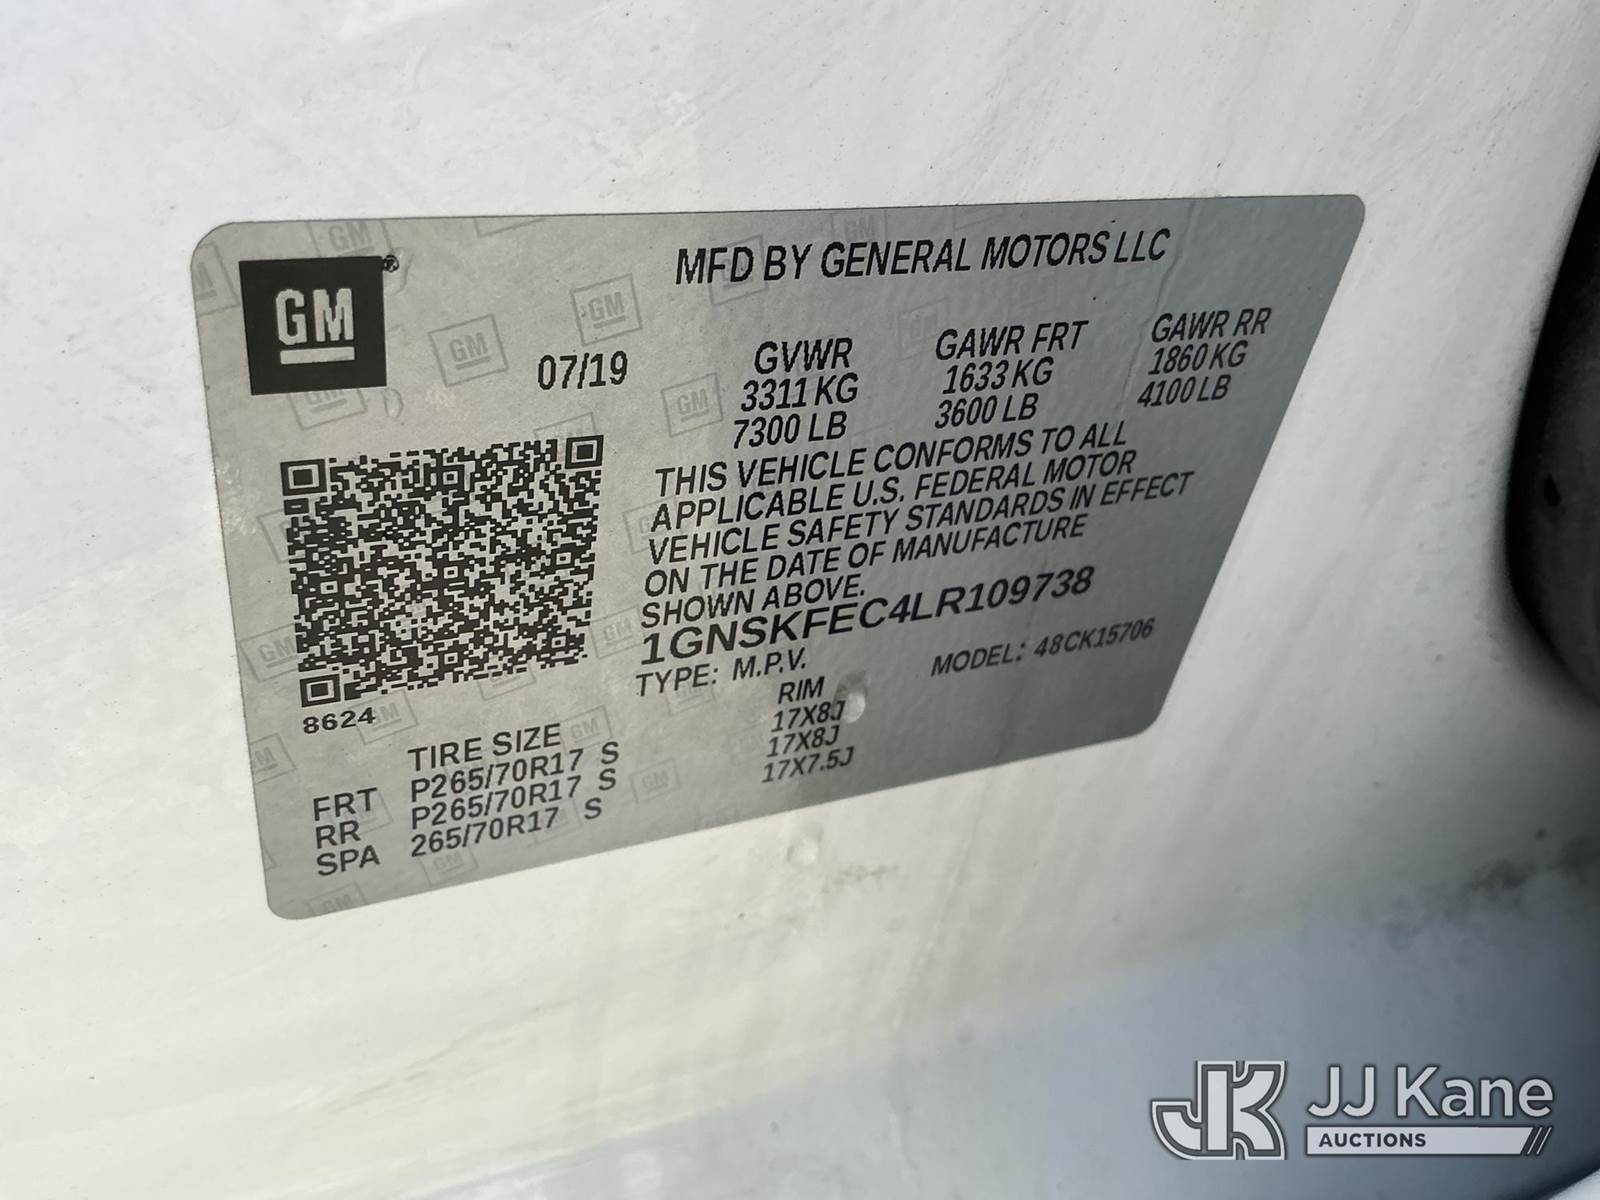 MFD BY GENERAL MOTORS LLC
GM®
07/19
GVWR GAWR FRT GAWR RR
3311 KG 1633 KG 1860 KG
7300 LB 3600 LB 4100 LB
THIS VEHICLE CONFORMS TO ALL
APPLICABLE U.S. FEDERAL MOTOR
VEHICLE SAFETY STANDARDS IN EFFECT
ON THE DATE OF MANUFACTURE
SHOWN ABOVE.
1GNSKFEC4LR109738
TYPE: M.P.V. MODEL: 48CK15706
8624
TIRE SIZE RIM
FRT P265/70R17 S 17X8J
RR P265/70R17 S 17X8J
SPA 265/70R17 S 17X7.5J
JK JJ Kane
AUCTIONS